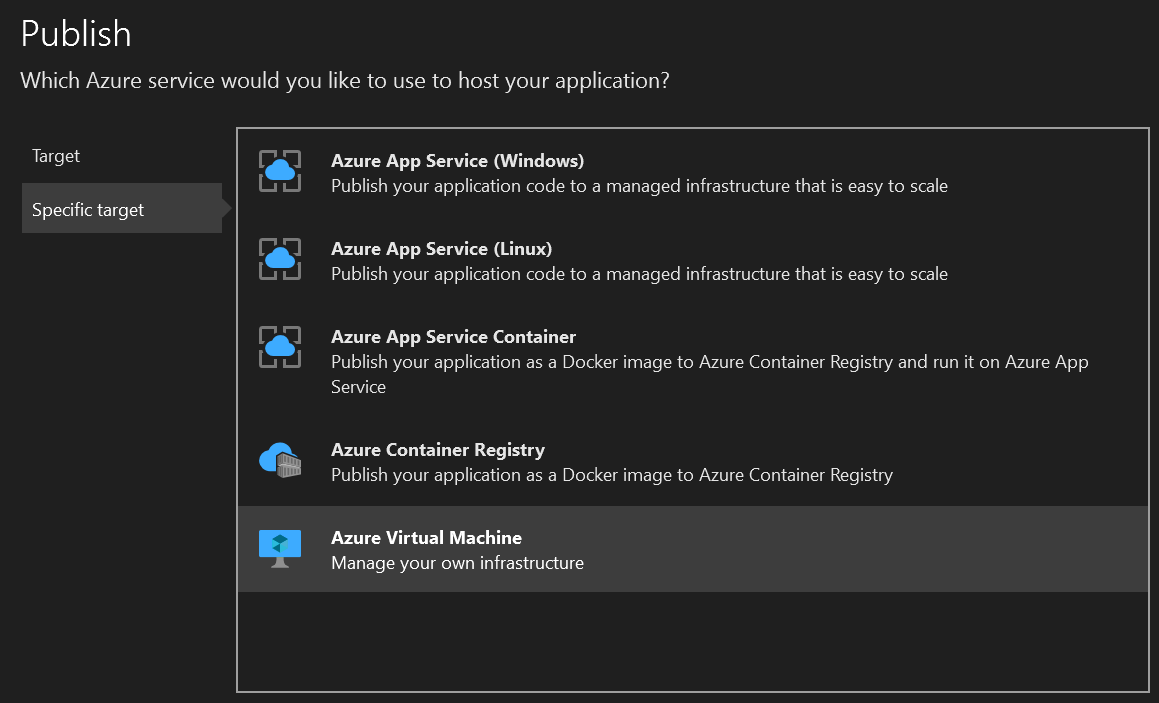 Publish
Which Azure service would you like to use to host your application?
Target
Specific target
Azure App Service (Windows)
Publish your application code to a managed infrastructure that is easy to scale
Azure App Service (Linux)
Publish your application code to a managed infrastructure that is easy to scale
Azure App Service Container
Publish your application as a Docker image to Azure Container Registry and run it on Azure App
Service
Azure Container Registry
Publish your application as a Docker image to Azure Container Registry
Azure Virtual Machine
Manage your own infrastructure